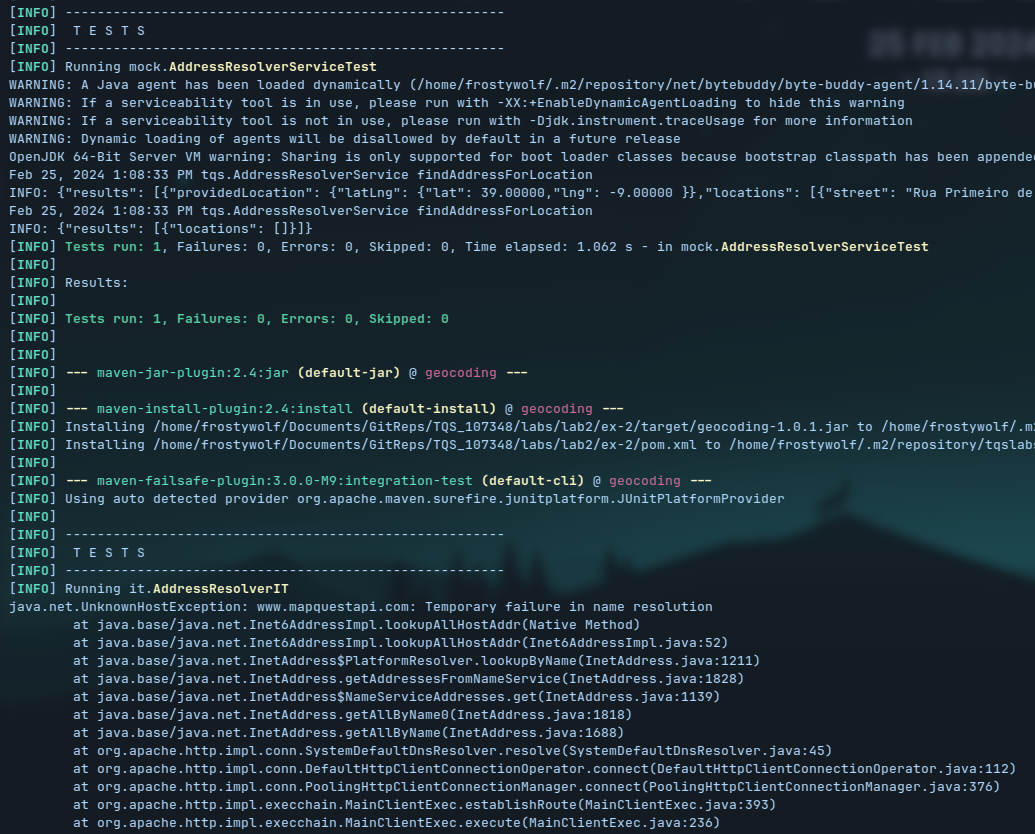 [INFO] -------------------------------------------------------
[INFO]  T E S T S
[INFO] -------------------------------------------------------
25 FEB 2024
[INFO] Running mock.AddressResolverServiceTest
WARNING: A Java agent has been loaded dynamically (/home/frostywolf/.m2/repository/net/bytebuddy/byte-buddy-agent/1.14.11/byte-bu
WARNING: If a serviceability tool is in use, please run with -XX:+EnableDynamicAgentLoading to hide this warning
WARNING: If a serviceability tool is not in use, please run with -Djdk.instrument.traceUsage for more information
WARNING: Dynamic loading of agents will be disallowed by default in a future release
OpenJDK 64-Bit Server VM warning: Sharing is only supported for boot loader classes because bootstrap classpath has been appended
Feb 25, 2024 1:08:33 PM tqs.AddressResolverService findAddressForLocation
INFO: {"results": [{"providedLocation": {"latLng": {"lat": 39.00000,"lng": -9.00000 }},"locations": [{"street": "Rua Primeiro de
Feb 25, 2024 1:08:33 PM tqs.AddressResolverService findAddressForLocation
INFO: {"results": [{"locations": []}]}
[INFO] Tests run: 1, Failures: 0, Errors: 0, Skipped: 0, Time elapsed: 1.062 s - in mock.AddressResolverServiceTest
[INFO]
[INFO] Results:
[INFO]
[INFO] Tests run: 1, Failures: 0, Errors: 0, Skipped: 0
[INFO]
[INFO]
[INFO] --- maven-jar-plugin:2.4:jar (default-jar) @ geocoding ---
[INFO]
[INFO] --- maven-install-plugin:2.4:install (default-install) @ geocoding ---
[INFO] Installing /home/frostywolf/Documents/GitReps/TQS_107348/labs/lab2/ex-2/target/geocoding-1.0.1.jar to /home/frostywolf/.m2
[INFO] Installing /home/frostywolf/Documents/GitReps/TQS_107348/labs/lab2/ex-2/pom.xml to /home/frostywolf/.m2/repository/tqslabs
[INFO]
[INFO] --- maven-failsafe-plugin:3.0.0-M9:integration-test (default-cli) @ geocoding ---
[INFO] Using auto detected provider org.apache.maven.surefire.junitplatform.JUnitPlatformProvider
[INFO]
[INFO] -------------------------------------------------------
[INFO]  T E S T S
[INFO] -------------------------------------------------------
[INFO] Running it.AddressResolverIT
java.net.UnknownHostException: www.mapquestapi.com: Temporary failure in name resolution
        at java.base/java.net.Inet6AddressImpl.lookupAllHostAddr(Native Method)
        at java.base/java.net.Inet6AddressImpl.lookupAllHostAddr(Inet6AddressImpl.java:52)
        at java.base/java.net.InetAddress$PlatformResolver.lookupByName(InetAddress.java:1211)
        at java.base/java.net.InetAddress.getAddressesFromNameService(InetAddress.java:1828)
        at java.base/java.net.InetAddress$NameServiceAddresses.get(InetAddress.java:1139)
        at java.base/java.net.InetAddress.getAllByName0(InetAddress.java:1818)
        at java.base/java.net.InetAddress.getAllByName(InetAddress.java:1688)
        at org.apache.http.impl.conn.SystemDefaultDnsResolver.resolve(SystemDefaultDnsResolver.java:45)
        at org.apache.http.impl.conn.DefaultHttpClientConnectionOperator.connect(DefaultHttpClientConnectionOperator.java:112)
        at org.apache.http.impl.conn.PoolingHttpClientConnectionManager.connect(PoolingHttpClientConnectionManager.java:376)
        at org.apache.http.impl.execchain.MainClientExec.establishRoute(MainClientExec.java:393)
        at org.apache.http.impl.execchain.MainClientExec.execute(MainClientExec.java:236)